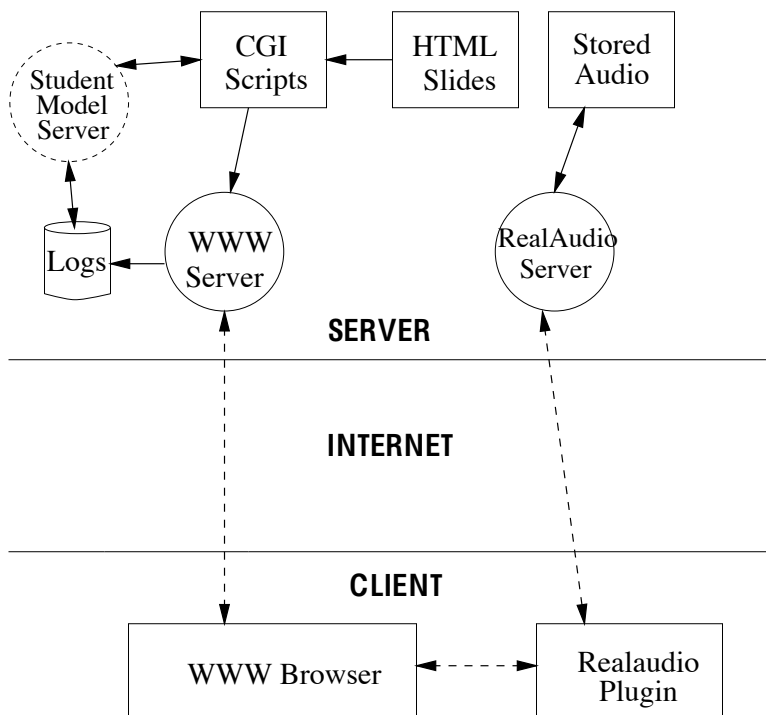 CGI
Scripts
HTML
Slides
Stored
Audio
Student
Model
Server
Logs
WWW
Server
RealAudio
Server
SERVER
INTERNET
CLIENT
WWW Browser
Realaudio
Plugin